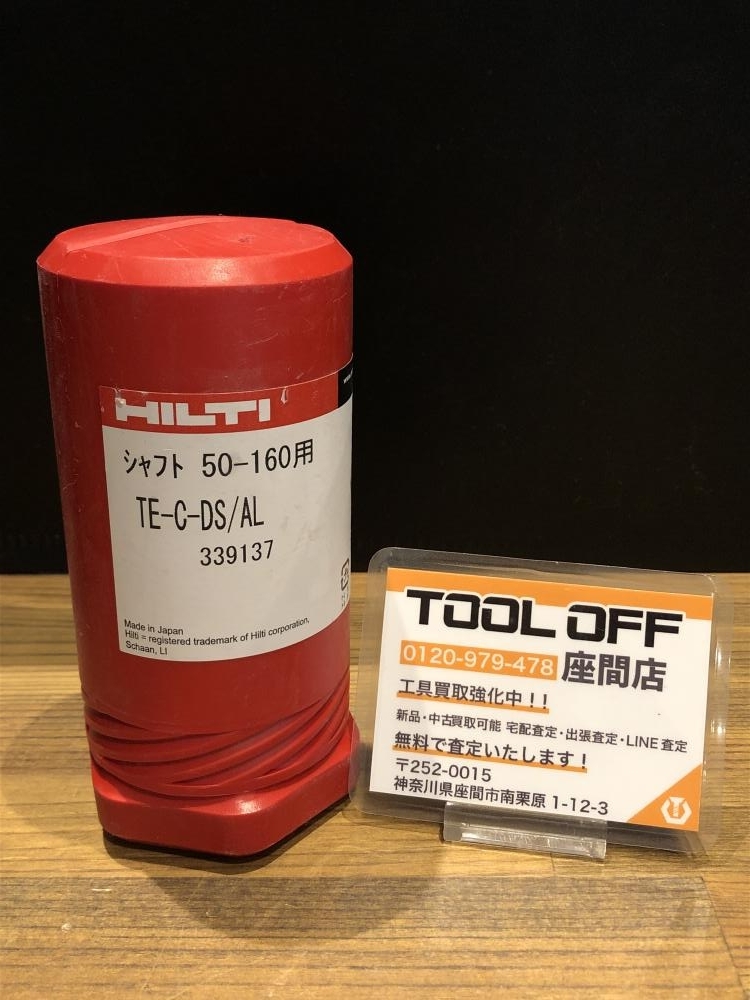 HILTI
シャフト 50-160用
TE-C-DS/AL
339137
Made in Japan
Hilti = registered trademark of Hilti corporation,
Schaan, LI
TOOL OFF
0120-979-478 座間店
工具買取強化中!!
新品・中古買取可能 宅配査定・出張査定・LINE査定
無料で査定いたします!
〒252-0015
神奈川県座間市南栗原1-12-3